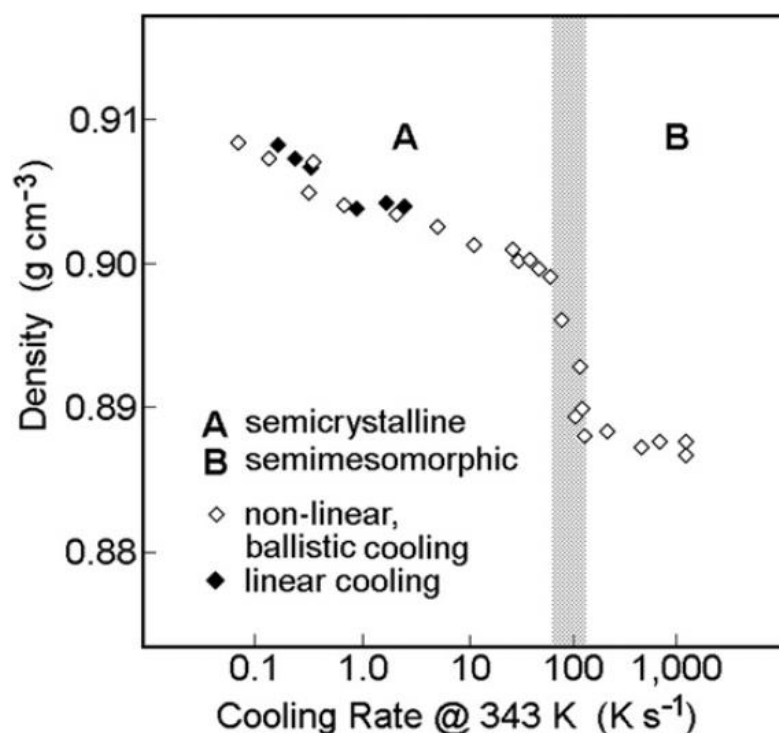 Density (g cm⁻³)
0.91
0.90
0.89
0.88
A
B
A semicrystalline
B semimesomorphic
non-linear,
ballistic cooling
linear cooling
0.1 1.0 10 100 1,000
Cooling Rate @ 343 K (K s⁻¹)